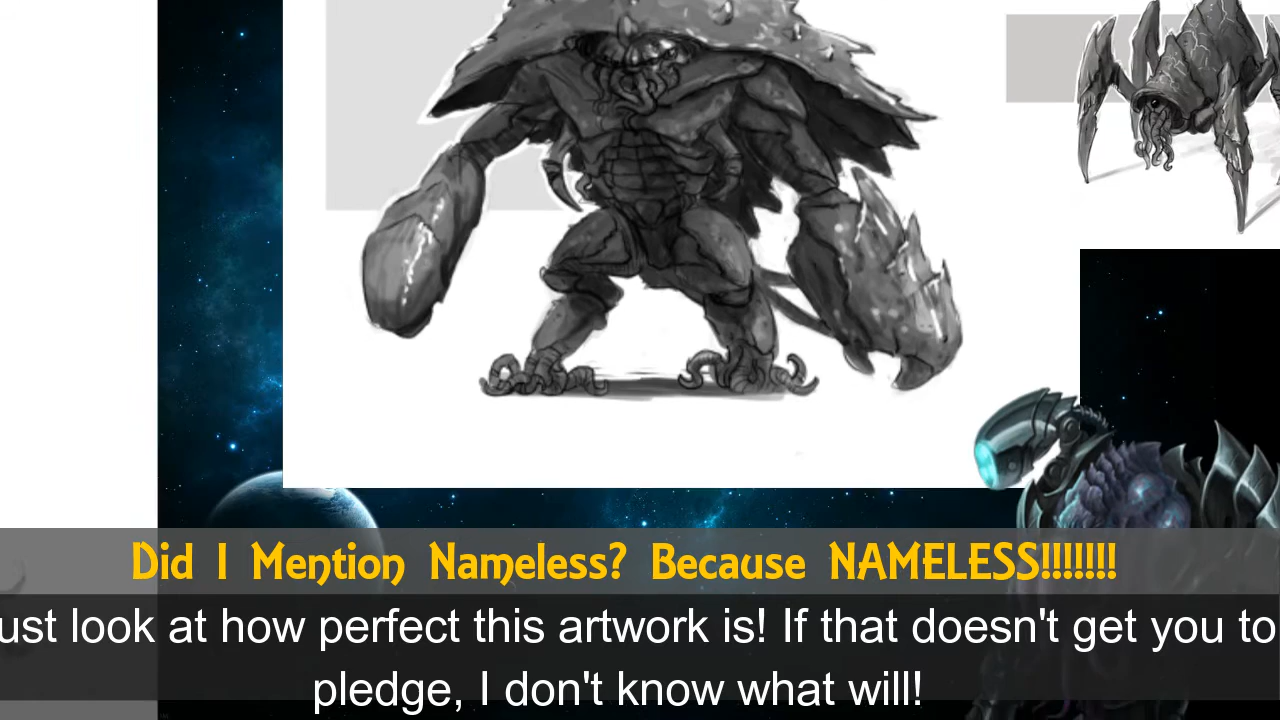 Did I Mention Nameless? Because NAMELESS!!!!!!!
ust look at how perfect this artwork is! If that doesn't get you to
pledge, I don't know what will!